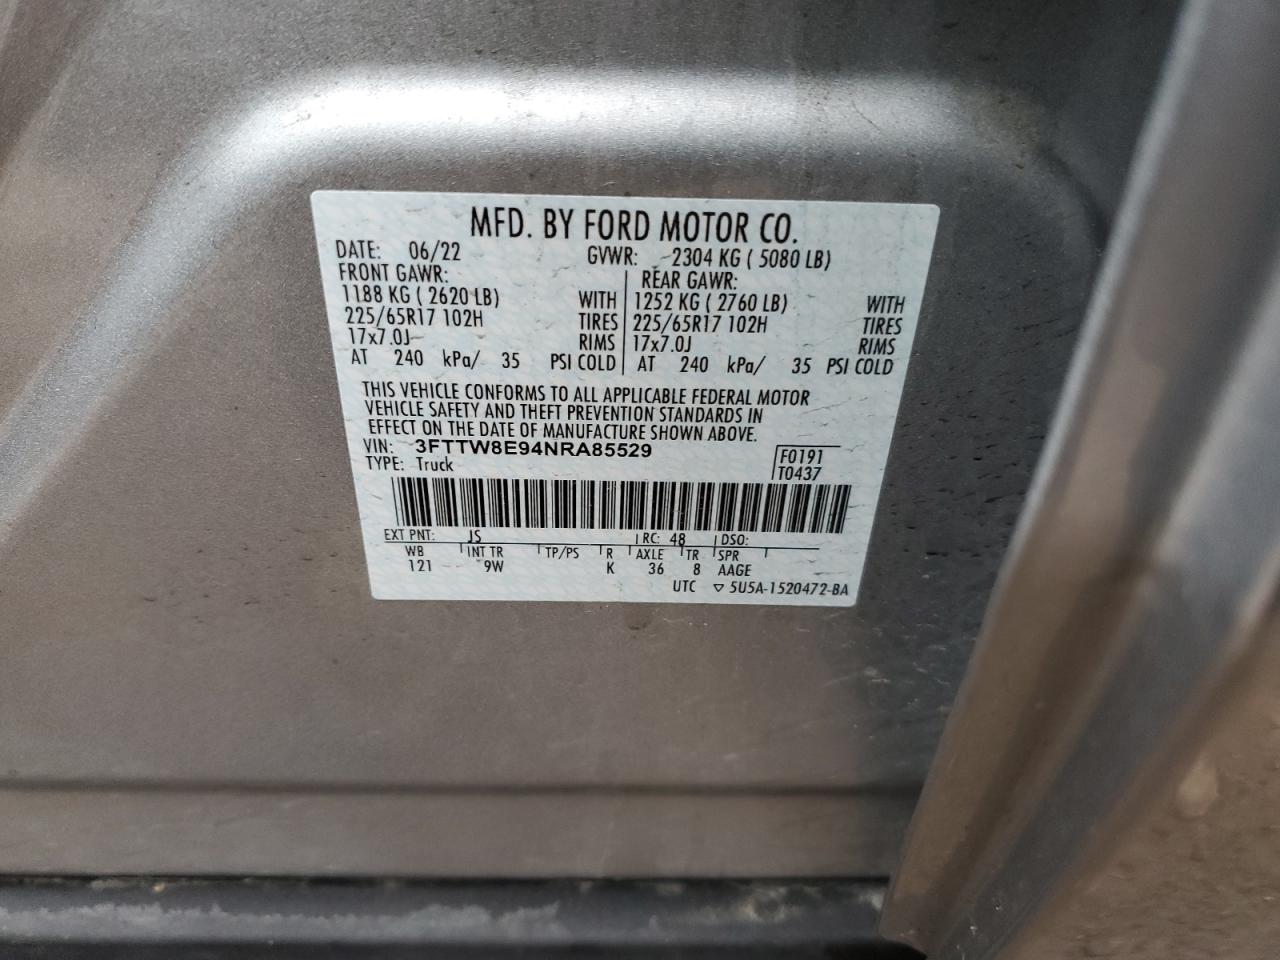 MFD. BY FORD MOTOR CO.
DATE: 06/22 GVWR: 2304 KG ( 5080 LB)
FRONT GAWR: REAR GAWR:
1188 KG ( 2620 LB) WITH 1252 KG ( 2760 LB) WITH
225/65R17 102H TIRES 225/65R17 102H TIRES
17x7.0J RIMS 17x7.0J RIMS
AT 240 kPa/ 35 PSI COLD AT 240 kPa/ 35 PSI COLD
THIS VEHICLE CONFORMS TO ALL APPLICABLE FEDERAL MOTOR
VEHICLE SAFETY AND THEFT PREVENTION STANDARDS IN
EFFECT ON THE DATE OF MANUFACTURE SHOWN ABOVE.
VIN: 3FTTW8E94NRA85529 F0191
TYPE: Truck T0437
EXT PNT: JS RC: 48 DSO:
WB INT TR TP/PS R AXLE TR SPR
121 9W K 36 8 AAGE
UTC ▽ 5U5A-1520472-BA